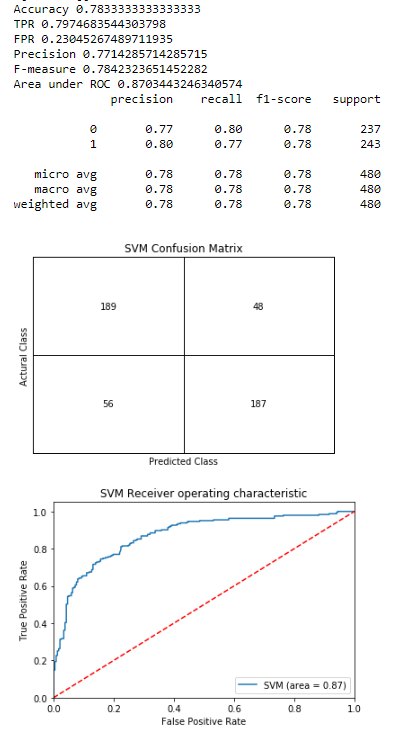 Accuracy 0.7833333333333333
TPR 0.7974683544303798
FPR 0.23045267489711935
Precision 0.7714285714285715
F-measure 0.7842323651452282
Area under ROC 0.8703443246340574
precision recall f1-score support
0 0.77 0.80 0.78 237
1 0.80 0.77 0.78 243
micro avg 0.78 0.78 0.78 480
macro avg 0.78 0.78 0.78 480
weighted avg 0.78 0.78 0.78 480
SVM Confusion Matrix
Actural Class
189 48
56 187
Predicted Class
SVM Receiver operating characteristic
True Positive Rate
1.0
0.8
0.6
0.4
0.2
0.0
SVM (area = 0.87)
0.0 0.2 0.4 0.6 0.8 1.0
False Positive Rate